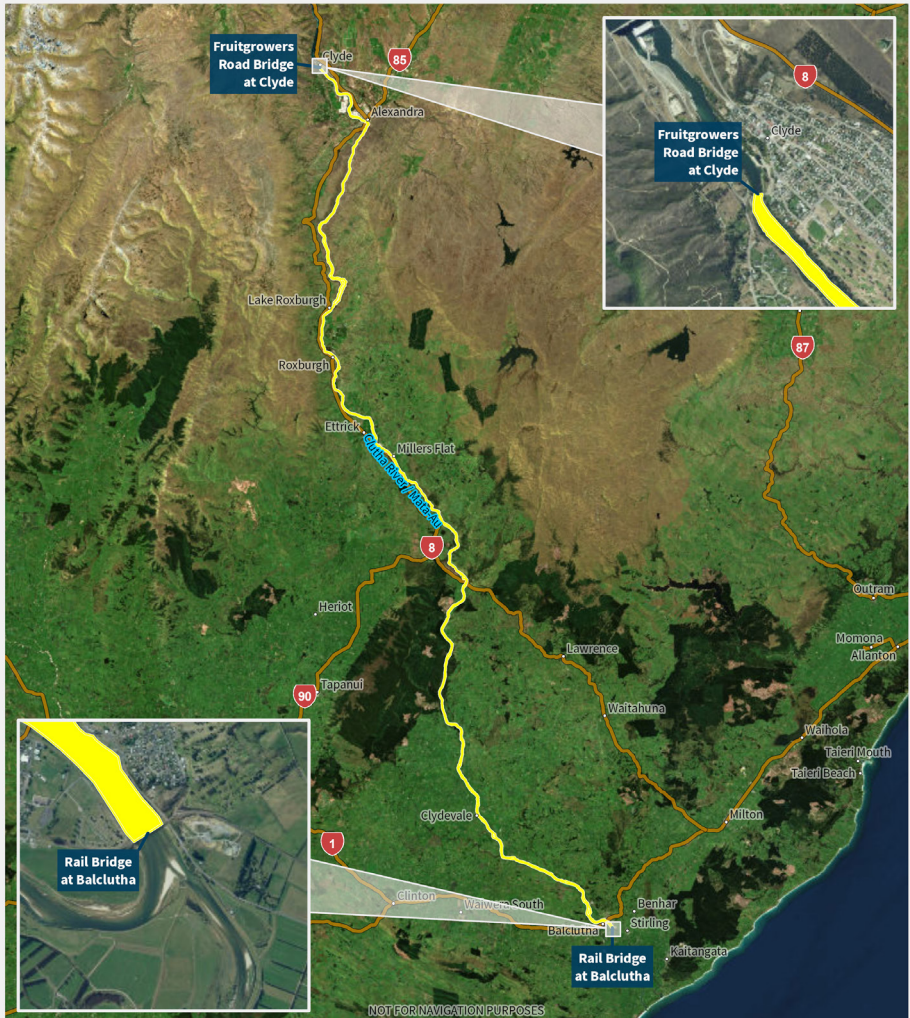 Fruitgrowers
Road Bridge
at Clyde
Clyde
85
Alexandra
8
Clyde
Fruitgrowers
Road Bridge
at Clyde
Lake Roxburgh
87
Roxburgh
Ettrick
Millers Flat
Clutha River / Mata-Au
8
Outram
Heriot
Momona
Allanton
Lawrence
90
Tapanui
Waitahuna
Waihola
Taieri Mouth
Taieri Beach
Clydevale
Milton
1
Rail Bridge
at Balclutha
Clinton
Waiwera South
Benhar
Stirling
Balclutha
Kaitangata
Rail Bridge
at Balclutha
NOT FOR NAVIGATION PURPOSES